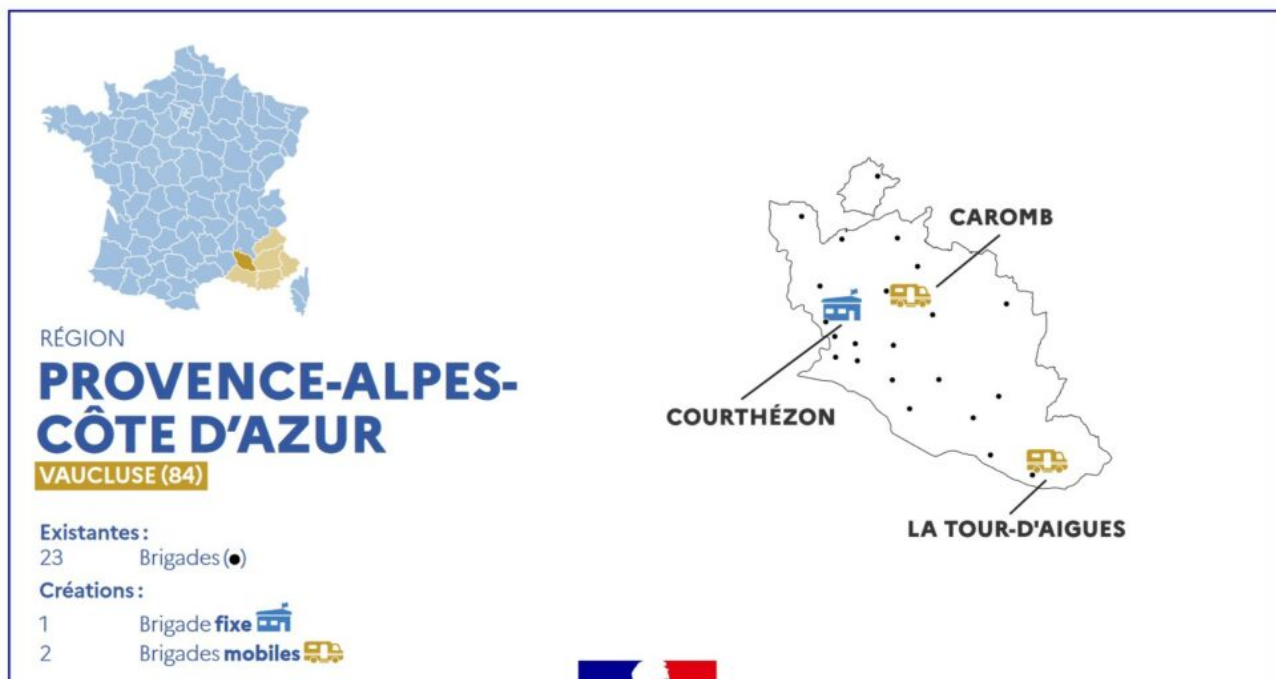 RÉGION
PROVENCE-ALPES-
CÔTE D'AZUR
VAUCLUSE (84)
Existantes :
23 Brigades (●)
Créations :
1 Brigade fixe
2 Brigades mobiles
CAROMB
COURTHÉZON
LA TOUR-D'AIGUES